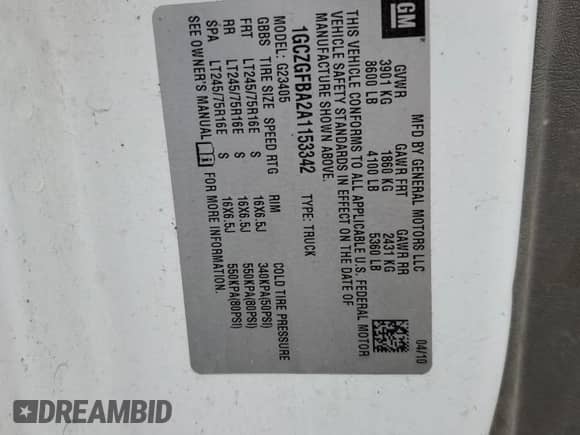 GM
MFD BY GENERAL MOTORS LLC
04/10
GVWR GAWR FRT GAWR RR
3901 KG 1860 KG 2431 KG
8600 LB 4100 LB 5360 LB
THIS VEHICLE CONFORMS TO ALL APPLICABLE U.S. FEDERAL MOTOR
VEHICLE SAFETY STANDARDS IN EFFECT ON THE DATE OF
MANUFACTURE SHOWN ABOVE.
1GCZGFBA2A1153342 TYPE: TRUCK
MODEL: G23405
GBBS TIRE SIZE SPEED RTG RIM COLD TIRE PRESSURE
FRT LT245/75R16E S 16X6.5J 340KPA(50PSI)
RR LT245/75R16E S 16X6.5J 550KPA(80PSI)
SPA LT245/75R16E S 16X6.5J 550KPA(80PSI)
SEE OWNER'S MANUAL FOR MORE INFORMATION.
DREAMBID